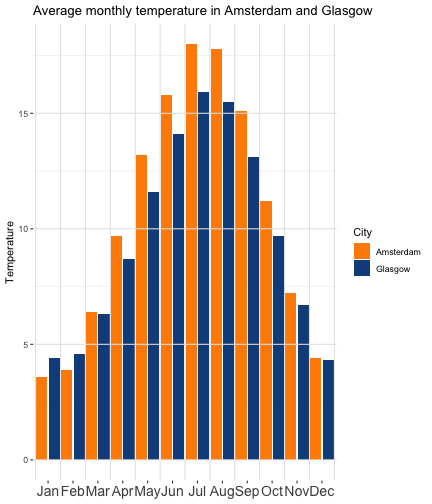 Average monthly temperature in Amsterdam and Glasgow
Temperature
15
10
5
0
Jan Feb Mar Apr May Jun Jul Aug Sep Oct Nov Dec
City
Amsterdam
Glasgow